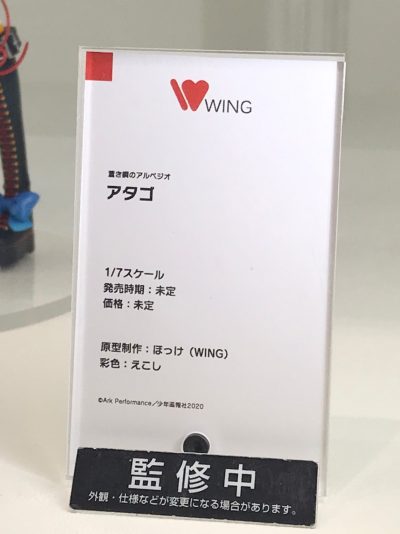 WING
蒼き鋼のアルペジオ
アタゴ
1/7スケール
発売時期：未定
価格：未定
原型制作：ほっけ（WING）
彩色：えこし
©Ark Performance／少年画報社2020
監修中
外観・仕様などが変更になる場合があります。